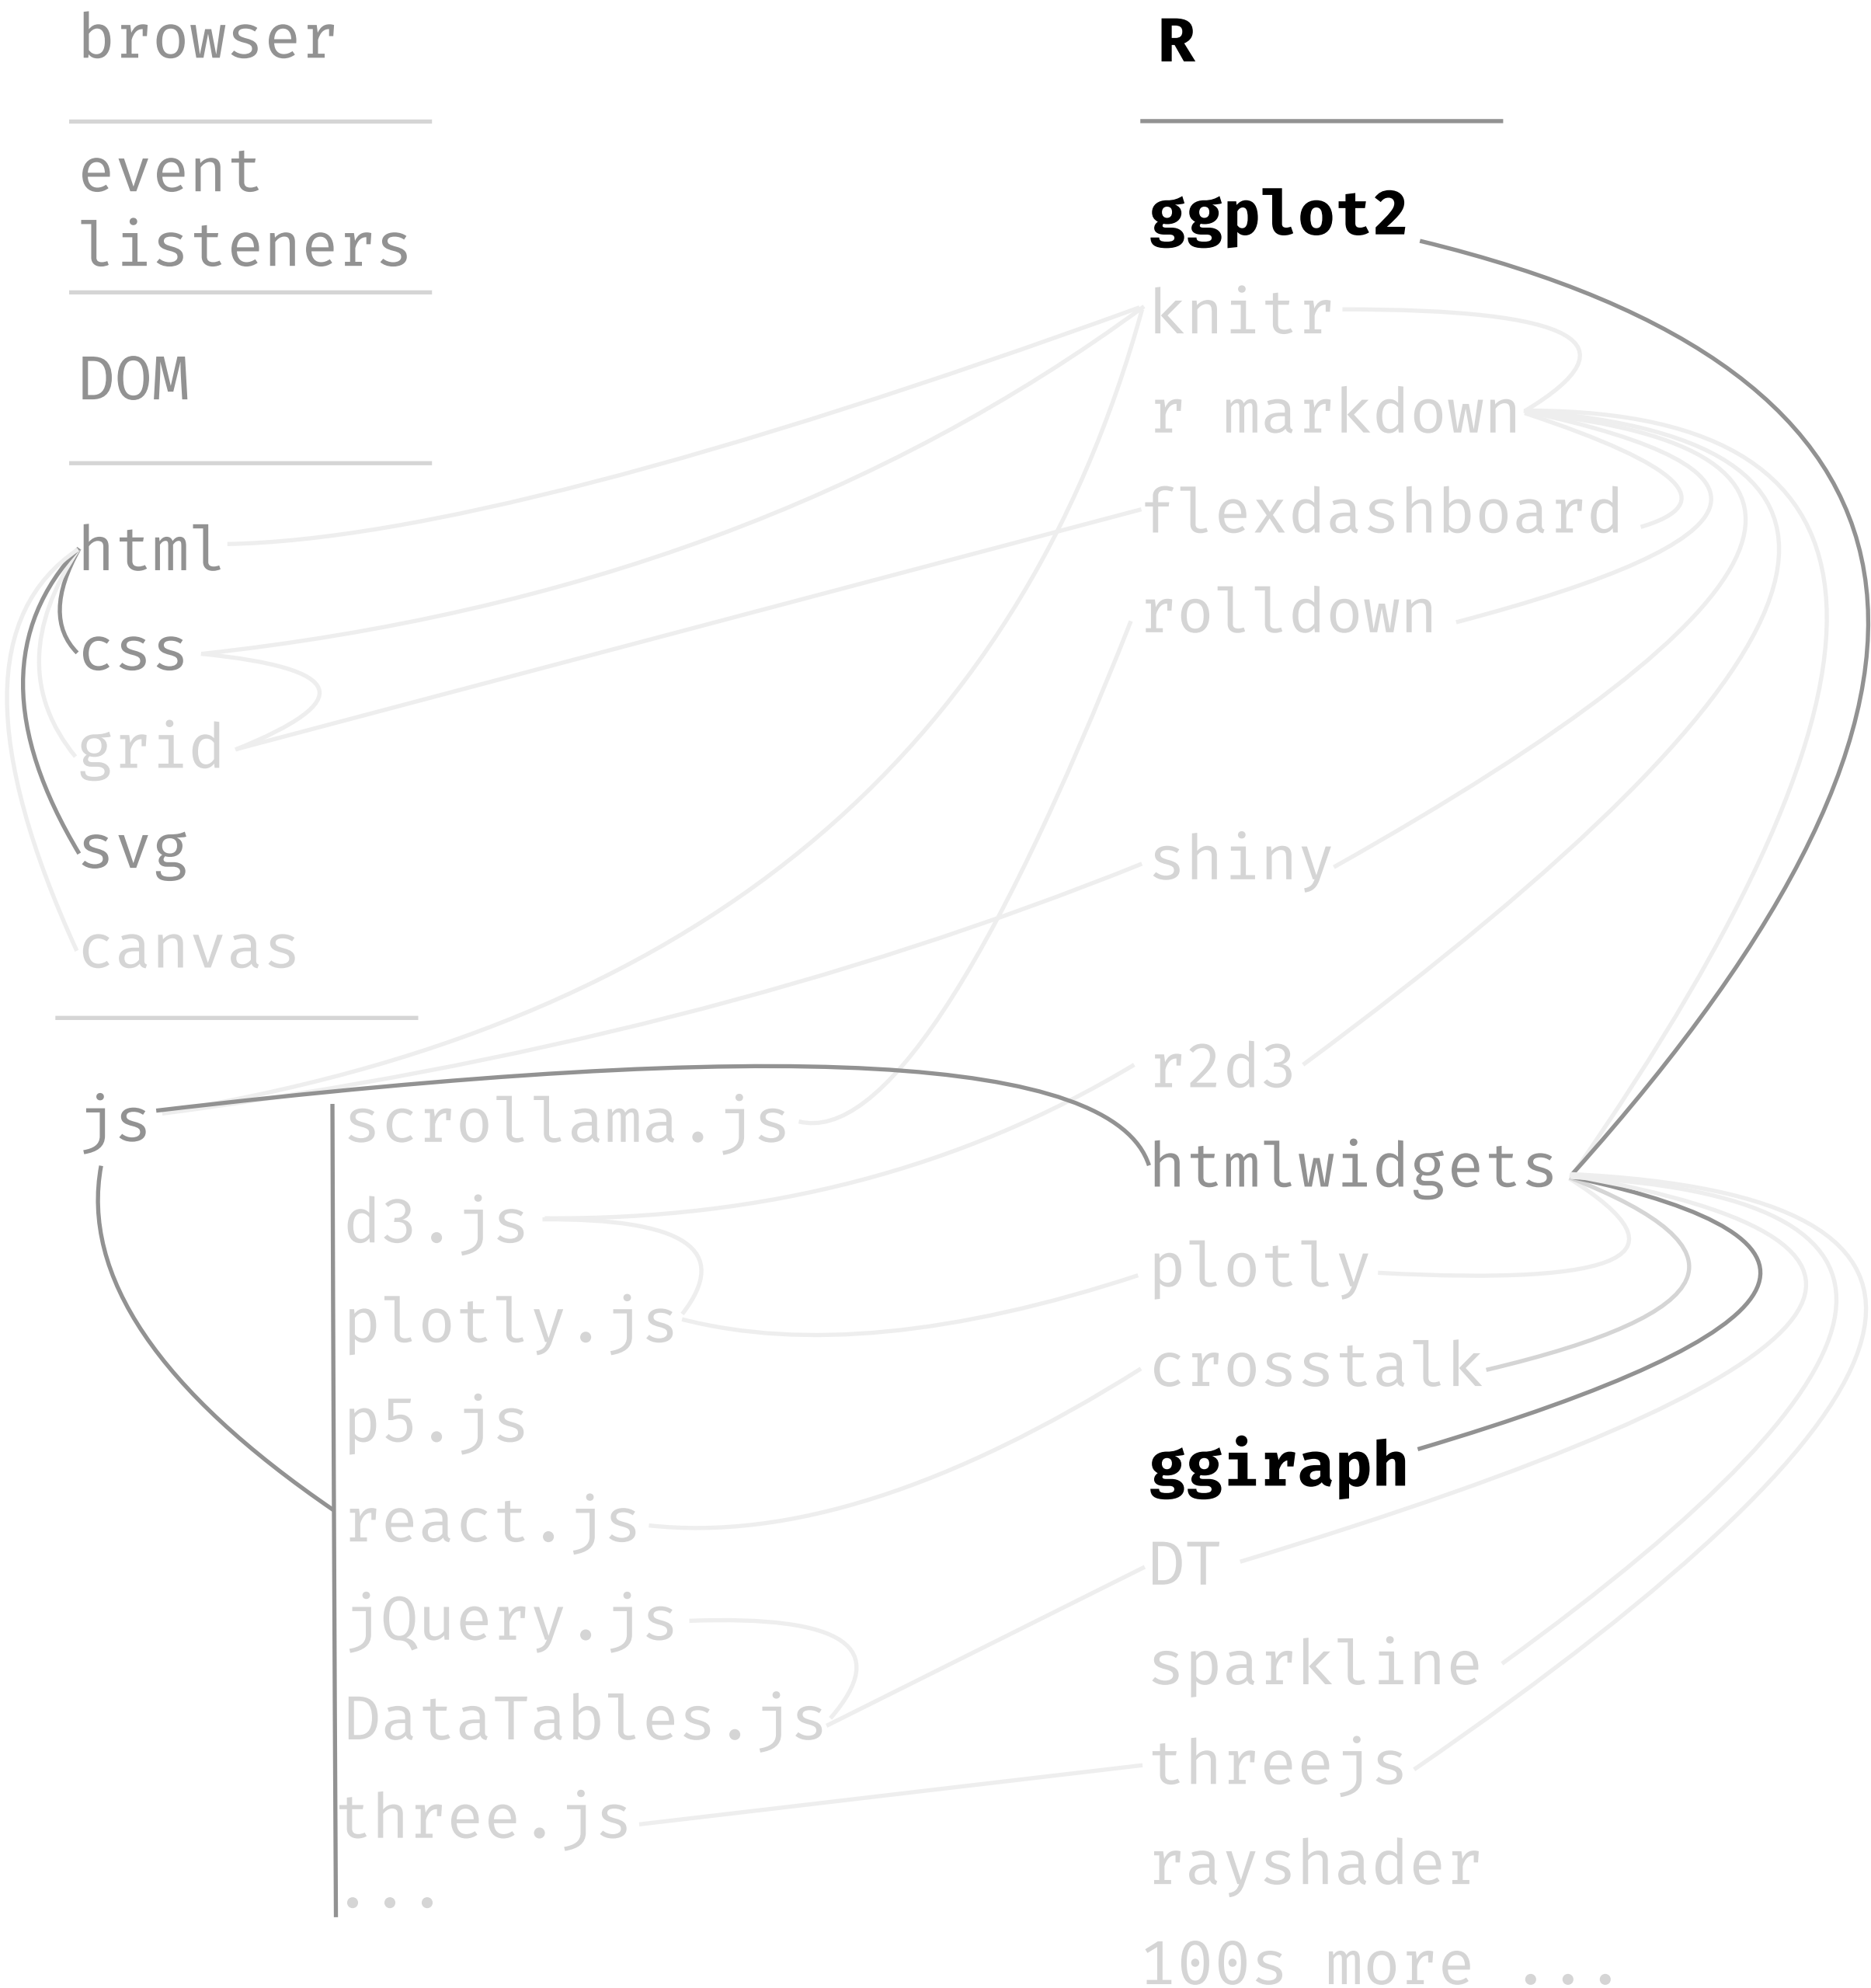 browser
event
listeners
DOM
html
css
grid
svg
canvas
js
scrollama.js
d3.js
plotly.js
p5.js
react.js
jQuery.js
DataTables.js
three.js
...
R
ggplot2
knitr
r markdown
flexdashboard
rolldown
shiny
r2d3
htmlwidgets
plotly
crosstalk
ggiraph
DT
sparkline
threejs
rayshader
100s more ...